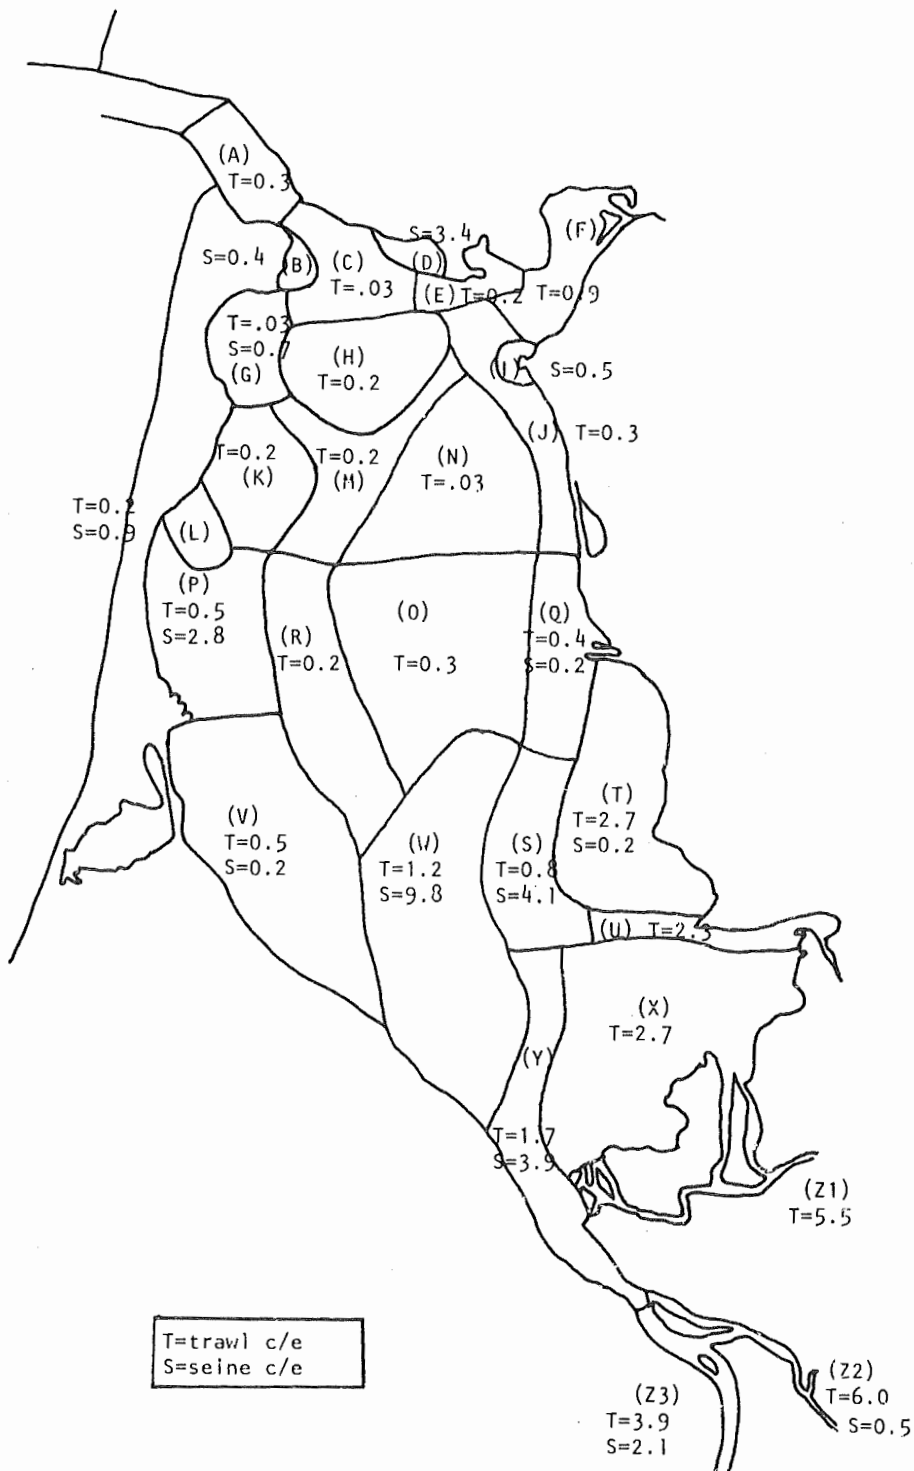 (A)
T=0.3
S=3.4
(F)
S=0.4
(B)
(C)
(D)
T=.03
(E) T=0.2
T=0.9
T=.03
S=0.7
(G)
(H)
T=0.2
S=0.5
(J) T=0.3
T=0.2
(K)
T=0.2
(M)
(N)
T=.03
T=0.2
S=0.9
(L)
(P)
T=0.5
S=2.8
(R)
T=0.2
(O)
T=0.3
(Q)
T=0.4
S=0.2
(T)
T=2.7
S=0.2
(V)
T=0.5
S=0.2
(W)
T=1.2
S=9.8
(S)
T=0.8
S=4.1
(U) T=2.3
(X)
T=2.7
(Y)
T=1.7
S=3.9
(Z1)
T=5.5
T=trawl c/e
S=seine c/e
(Z2)
T=6.0
S=0.5
(Z3)
T=3.9
S=2.1